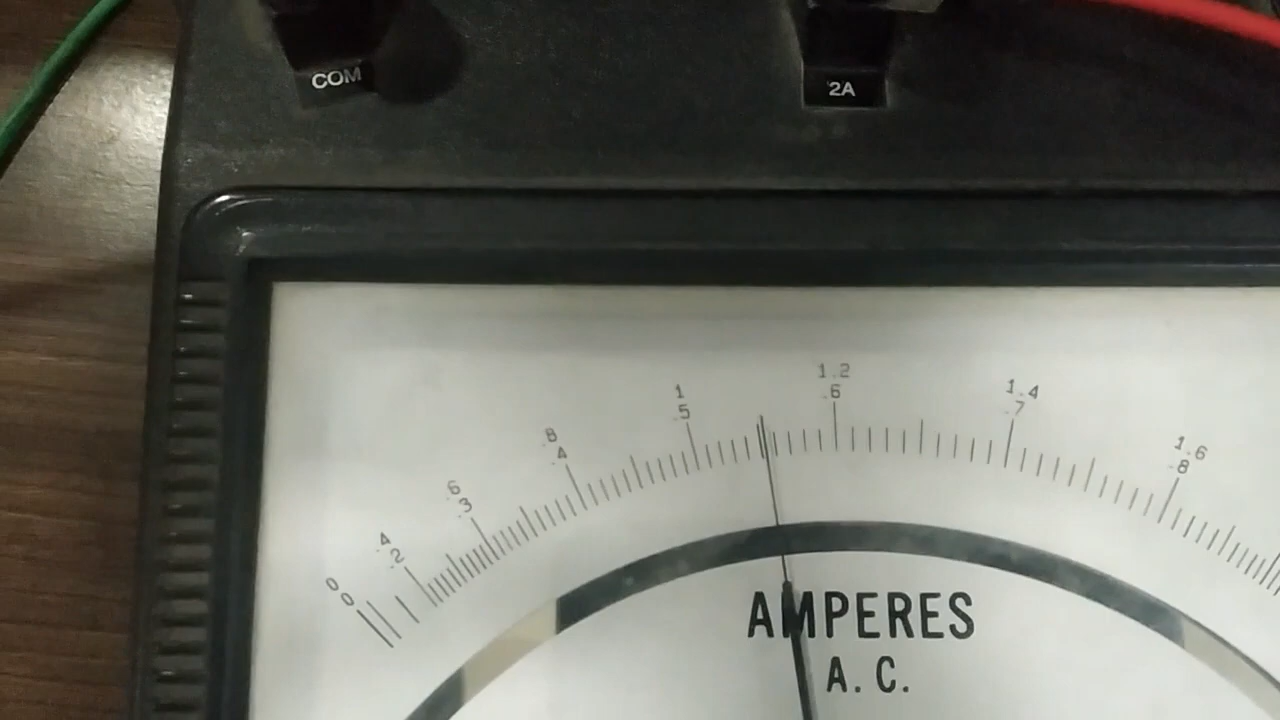 COM 2A
0 .4 .6 .8 1 1.2 1.4 1.6
0 .2 .3 .4 .5 .6 .7 .8
AMPERES
A.C.